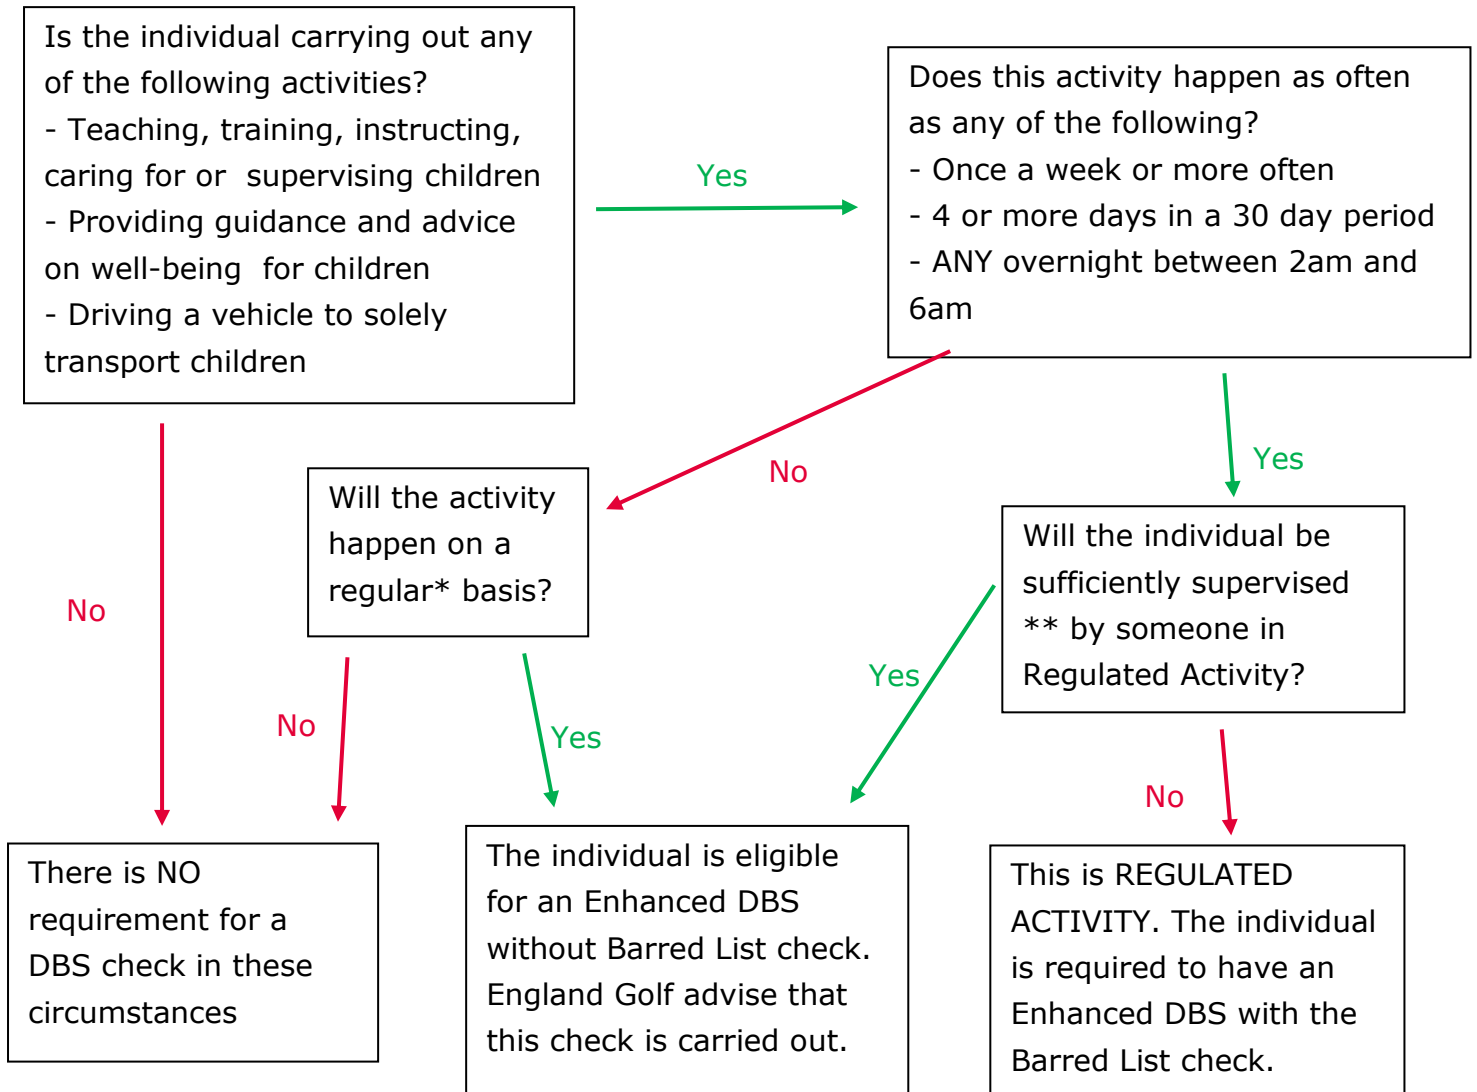 Is the individual carrying out any
of the following activities?
- Teaching, training, instructing,
caring for or  supervising children
- Providing guidance and advice
on well-being  for children
- Driving a vehicle to solely
transport children
Yes
Does this activity happen as often
as any of the following?
- Once a week or more often
- 4 or more days in a 30 day period
- ANY overnight between 2am and
6am
No
Yes
No
Will the activity
happen on a
regular* basis?
Will the individual be
sufficiently supervised
** by someone in
Regulated Activity?
No
Yes
Yes
No
There is NO
requirement for a
DBS check in these
circumstances
The individual is eligible
for an Enhanced DBS
without Barred List check.
England Golf advise that
this check is carried out.
This is REGULATED
ACTIVITY. The individual
is required to have an
Enhanced DBS with the
Barred List check.